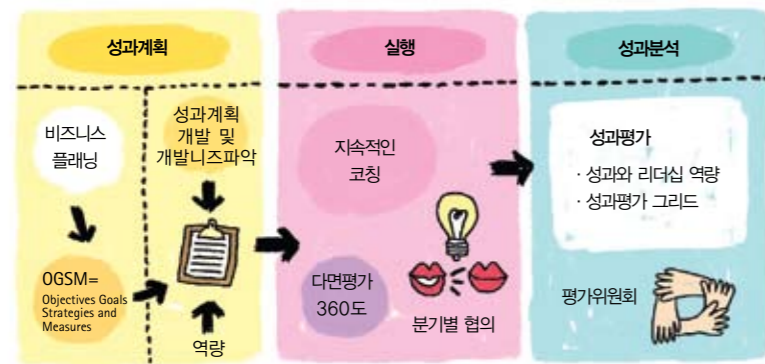 성과계획
비즈니스
플래닝
OGSM=
Objectives Goals
Strategies and
Measures
성과계획
개발 및
개발니즈파악
역량
실행
지속적인
코칭
다면평가
360도
분기별 협의
성과분석
성과평가
· 성과와 리더십 역량
· 성과평가 그리드
평가위원회